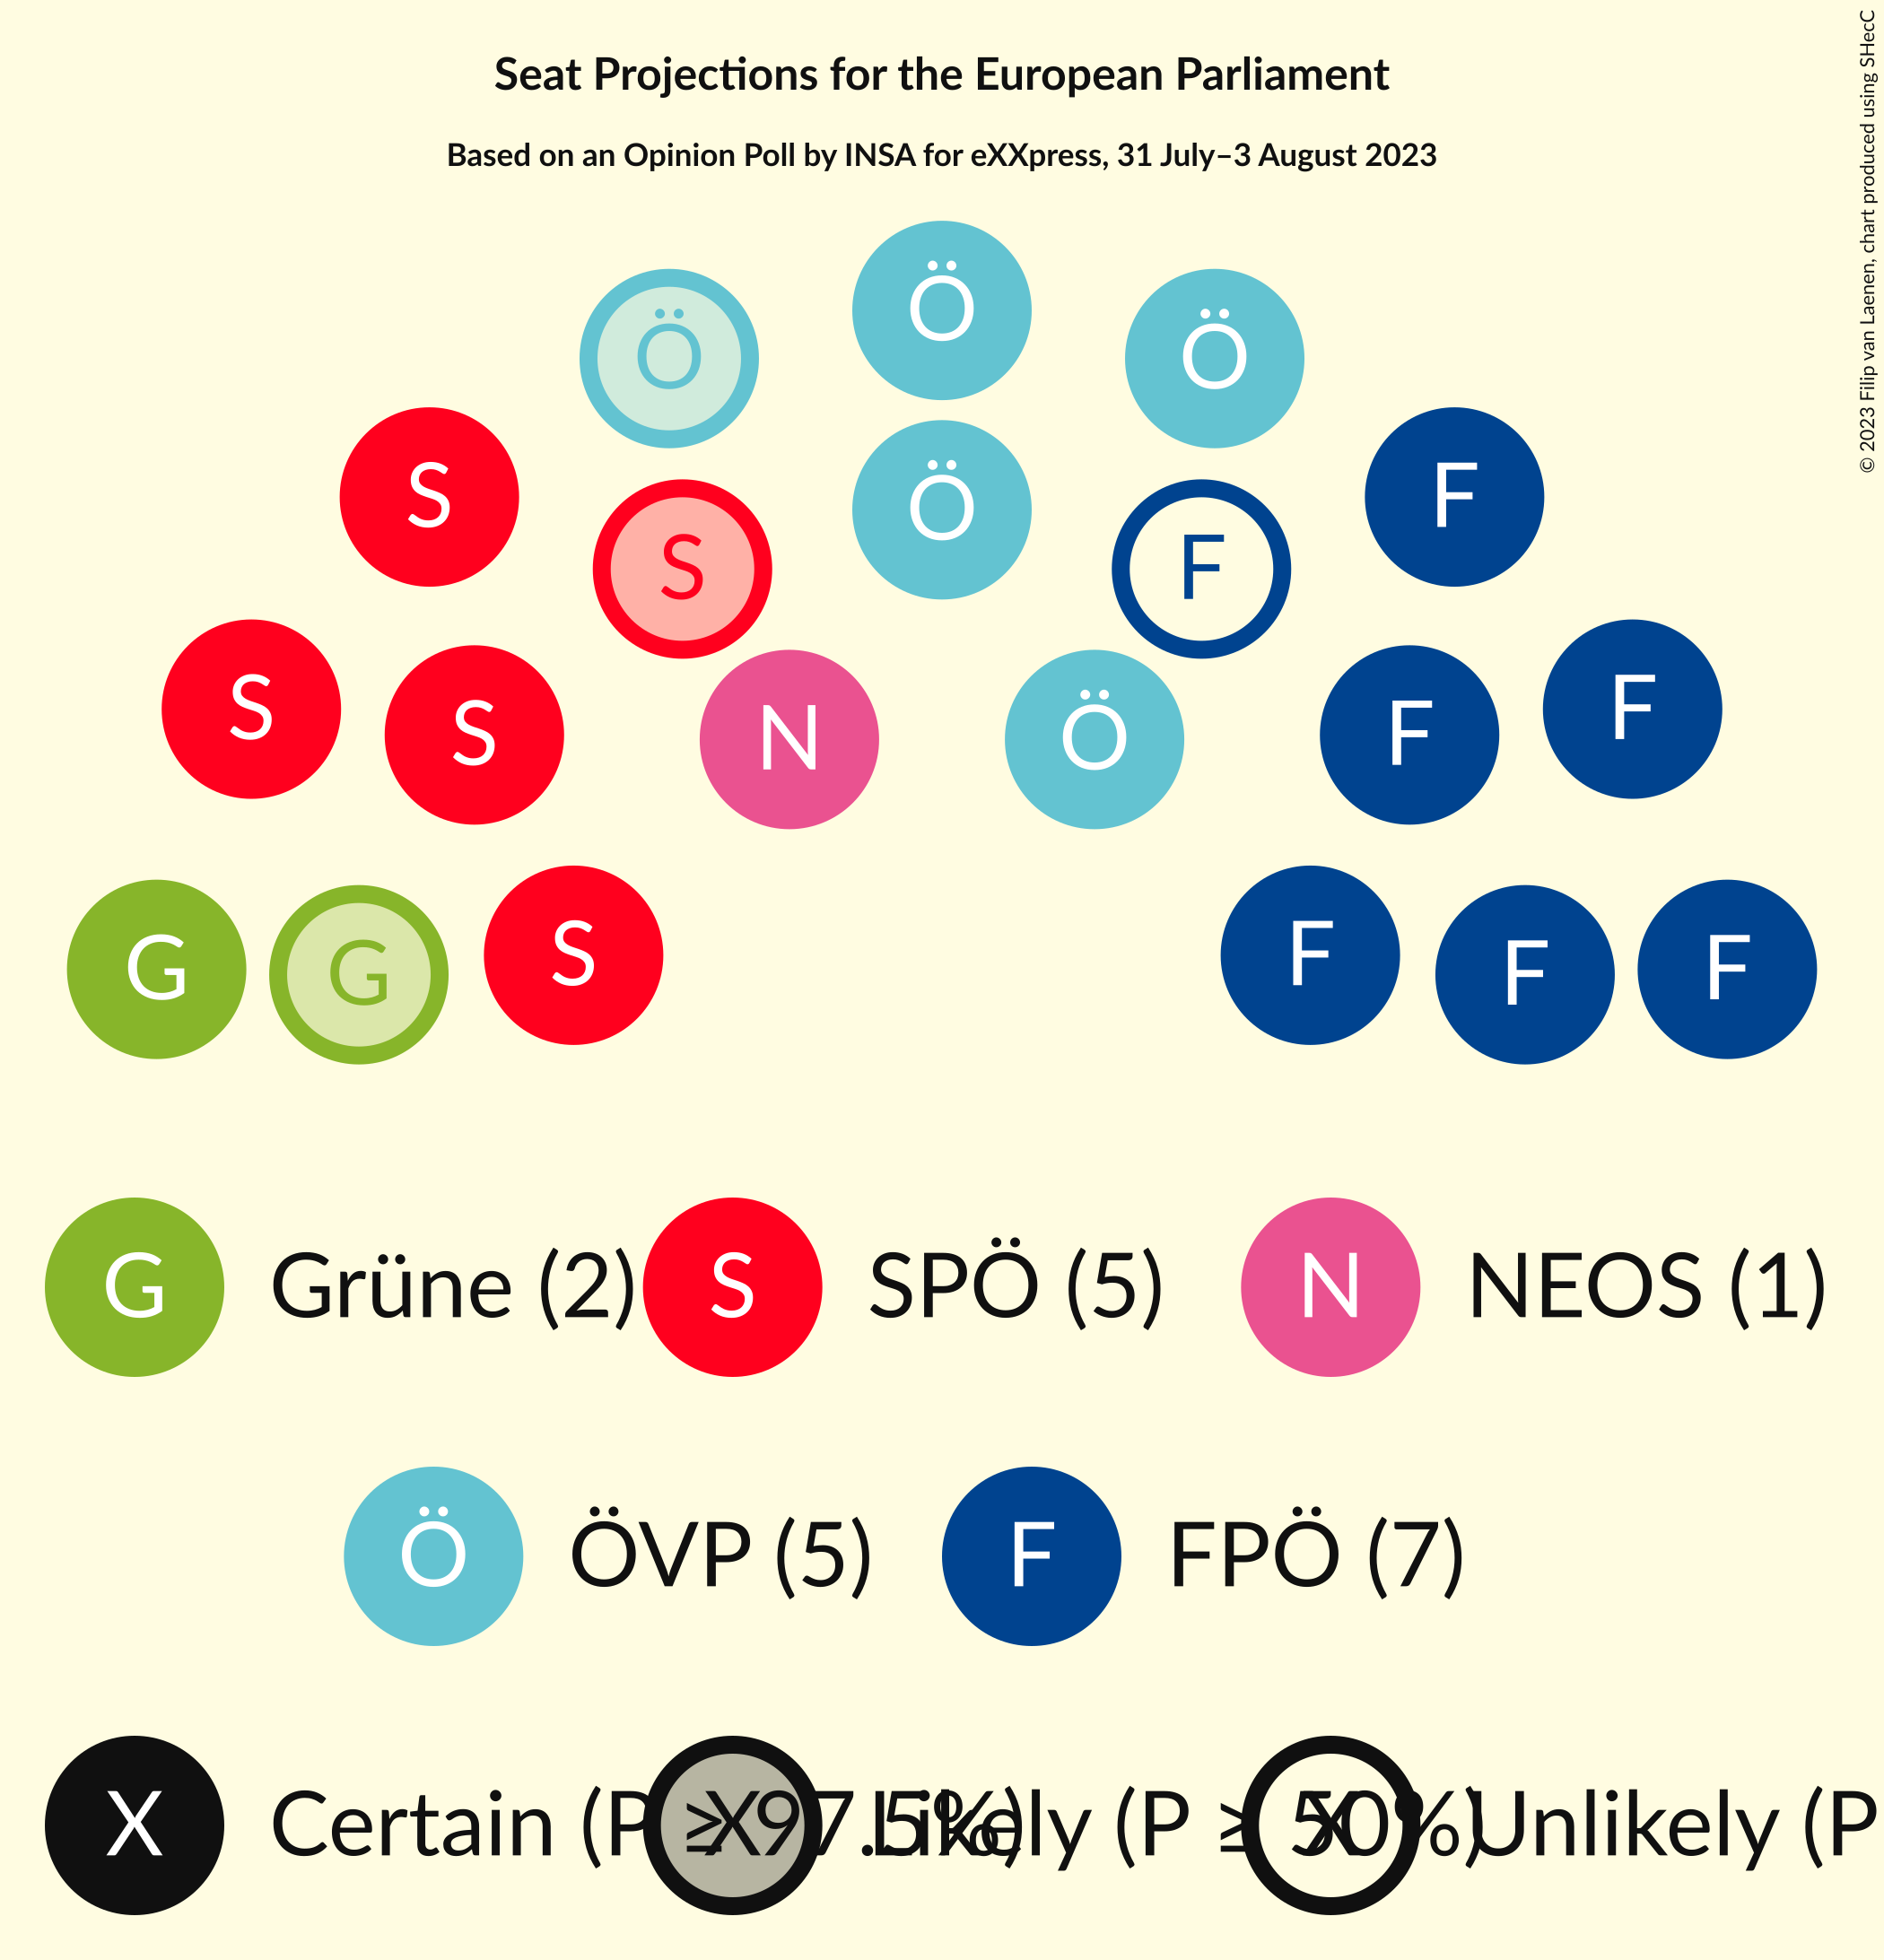 Seat Projections for the European Parliament
Based on an Opinion Poll by INSA for eXXpress, 31 July–3 August 2023
© 2023 Filip van Laenen, chart produced using SHecC
Ö
Ö Ö
S Ö F
S F
S S N Ö F F
G G S F F F
G Grüne (2) S SPÖ (5) N NEOS (1)
Ö ÖVP (5) F FPÖ (7)
X Certain (P ≥ 97.5%) X Likely (P ≥ 50%) X Unlikely (P